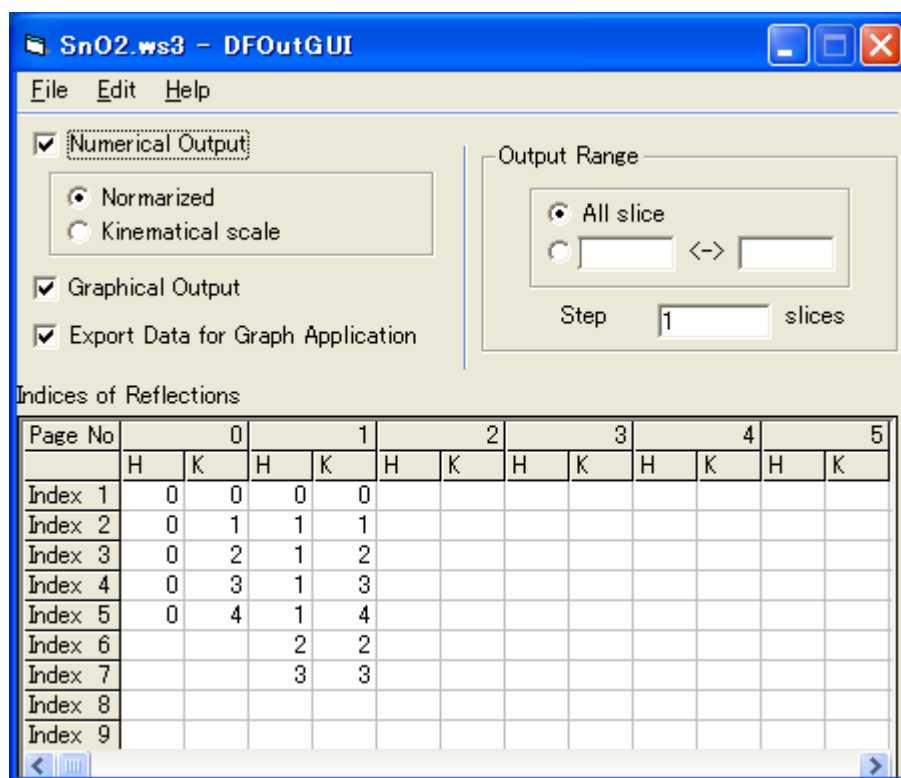 SnO2.ws3 - DFOutGUI
File Edit Help
Numerical Output
Normarized
Kinematical scale
Graphical Output
Export Data for Graph Application
Output Range
All slice
<->
Step 1 slices
Indices of Reflections
Page No 0 1 2 3 4 5
H K H K H K H K H K H K
Index 1 0 0 0 0
Index 2 0 1 1 1
Index 3 0 2 1 2
Index 4 0 3 1 3
Index 5 0 4 1 4
Index 6 2 2
Index 7 3 3
Index 8
Index 9